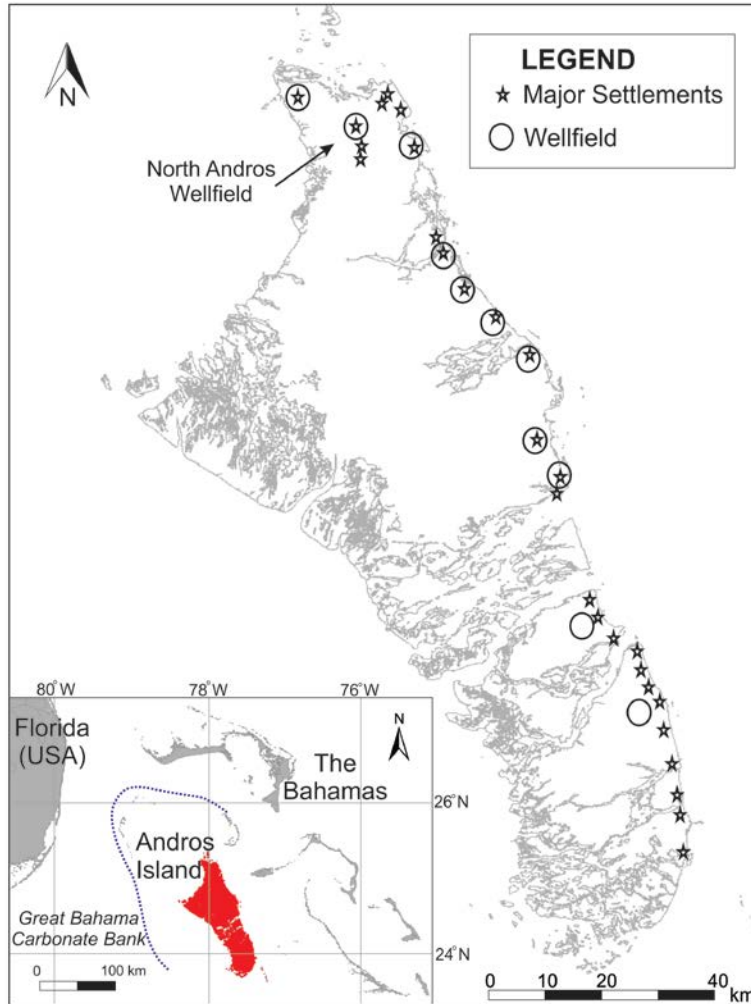 N
LEGEND
Major Settlements
Wellfield
North Andros
Wellfield
80°W
78°W
76°W
Florida
(USA)
N
The
Bahamas
26°N
Andros
Island
Great Bahama
Carbonate Bank
24°N
0
100 km
0
10
20
30
40
km